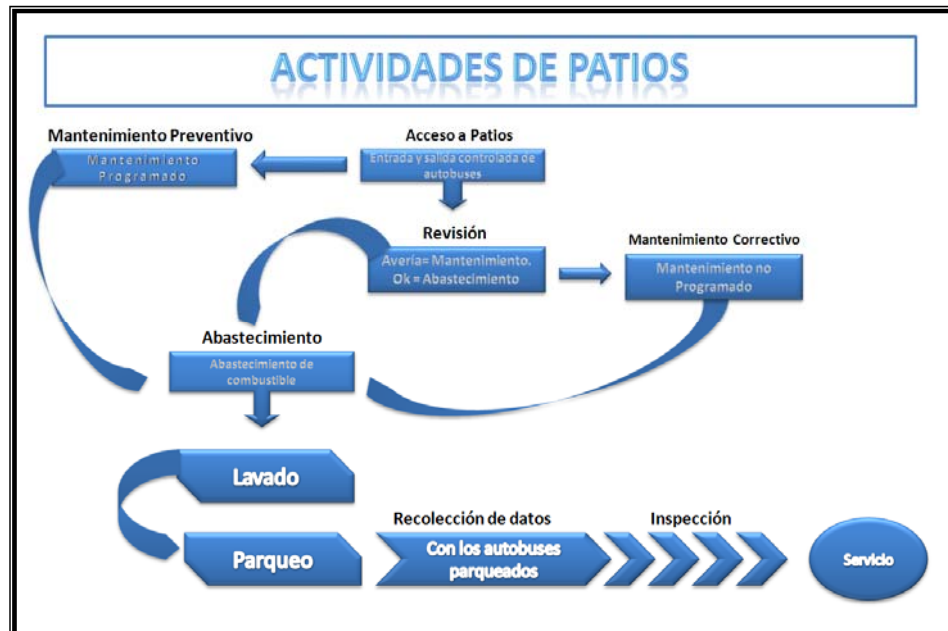 ACTIVIDADES DE PATIOS
Mantenimiento Preventivo
Mantenimiento
Programado
Acceso a Patios
Entrada y salida controlada de
autobuses
Revisión
Avería= Mantenimiento.
Ok = Abastecimiento
Mantenimiento Correctivo
Mantenimiento no
Programado
Abastecimiento
Abastecimiento de
combustible
Lavado
Parqueo
Recolección de datos
Con los autobuses
parqueados
Inspección
Servicio